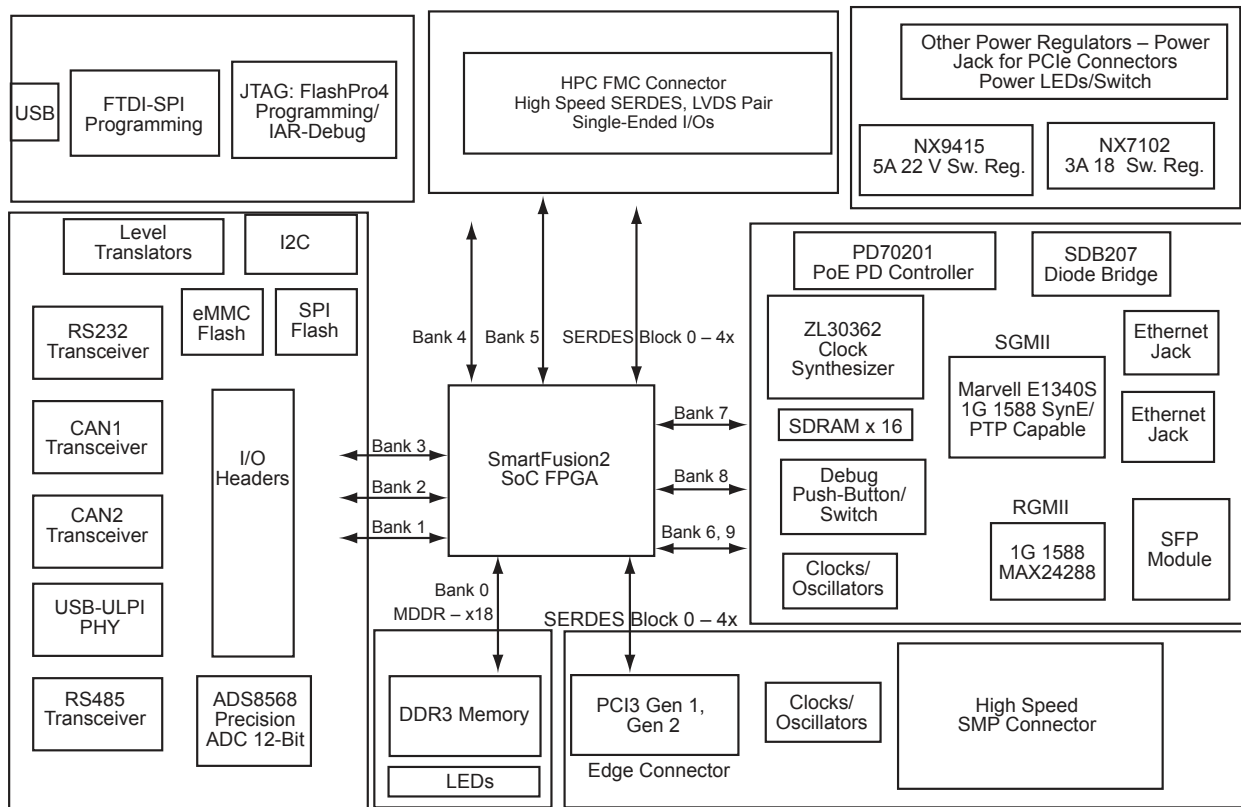 USB
FTDI-SPI
Programming
JTAG: FlashPro4
Programming/
IAR-Debug
HPC FMC Connector
High Speed SERDES, LVDS Pair
Single-Ended I/Os
Other Power Regulators – Power
Jack for PCIe Connectors
Power LEDs/Switch
NX9415
5A 22 V Sw. Reg.
NX7102
3A 18  Sw. Reg.
Level
Translators
I2C
eMMC
Flash
SPI
Flash
RS232
Transceiver
CAN1
Transceiver
CAN2
Transceiver
USB-ULPI
PHY
RS485
Transceiver
I/O
Headers
ADS8568
Precision
ADC 12-Bit
Bank 4
Bank 5
SERDES Block 0 – 4x
Bank 3
Bank 2
Bank 1
SmartFusion2
SoC FPGA
Bank 7
Bank 8
Bank 6, 9
Bank 0
MDDR – x18
SERDES Block 0 – 4x
PD70201
PoE PD Controller
SDB207
Diode Bridge
ZL30362
Clock
Synthesizer
SGMII
Marvell E1340S
1G 1588 SynE/
PTP Capable
Ethernet
Jack
Ethernet
Jack
SDRAM x 16
Debug
Push-Button/
Switch
Clocks/
Oscillators
RGMII
1G 1588
MAX24288
SFP
Module
DDR3 Memory
LEDs
PCI3 Gen 1,
Gen 2
Edge Connector
Clocks/
Oscillators
High Speed
SMP Connector